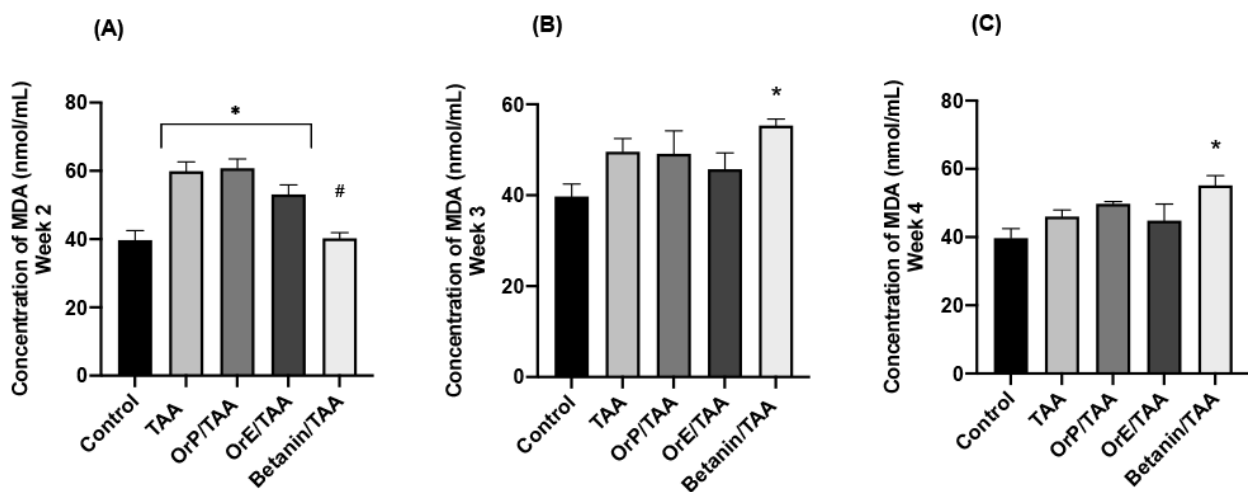 (A)
Concentration of MDA (nmol/mL)
Week 2
80
60
40
20
0
*
#
Control
TAA
OrP/TAA
OrE/TAA
Betanin/TAA
(B)
Concentration of MDA (nmol/mL)
Week 3
60
40
20
0
*
Control
TAA
OrP/TAA
OrE/TAA
Betanin/TAA
(C)
Concentration of MDA (nmol/mL)
Week 4
80
60
40
20
0
*
Control
TAA
OrP/TAA
OrE/TAA
Betanin/TAA